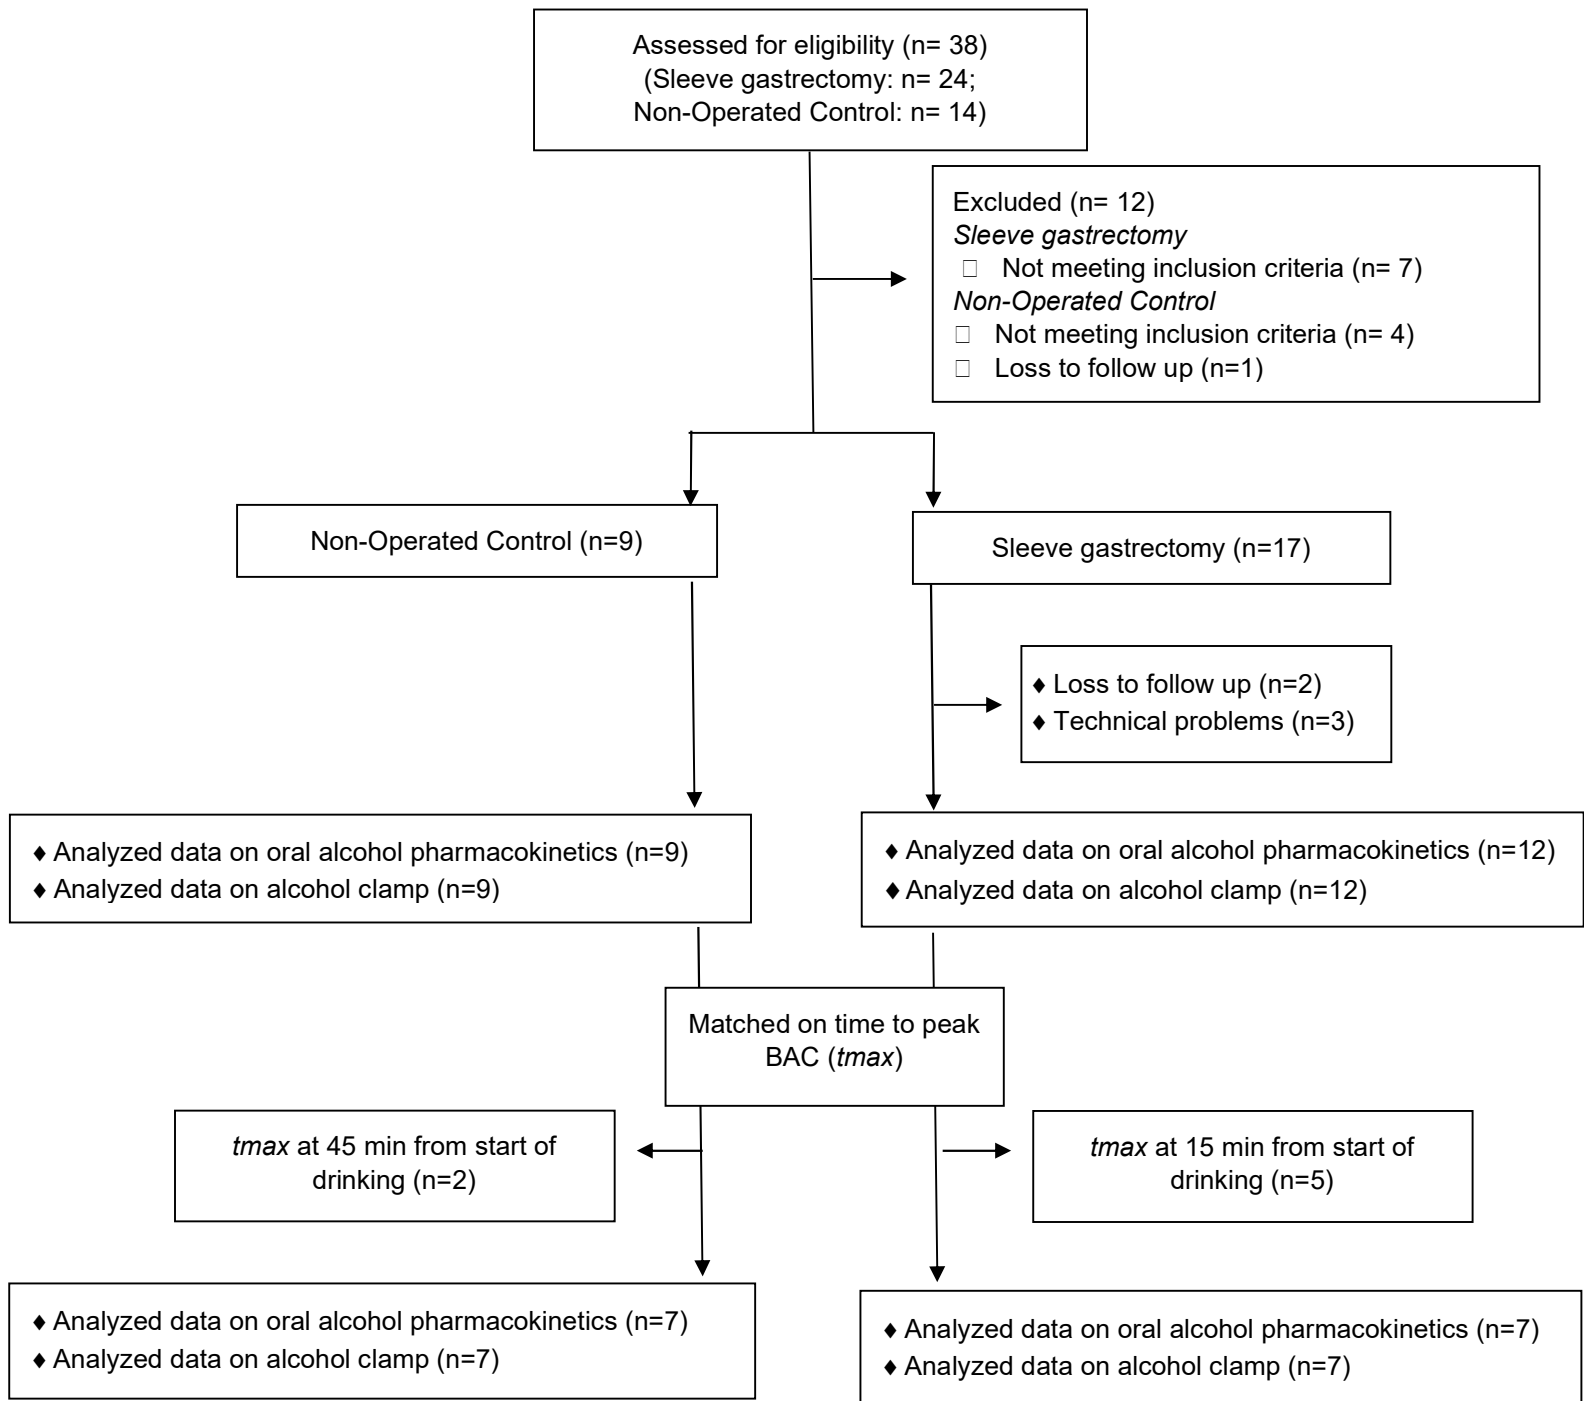 Assessed for eligibility (n= 38)
(Sleeve gastrectomy: n= 24;
Non-Operated Control: n= 14)
Excluded (n= 12)
Sleeve gastrectomy
□ Not meeting inclusion criteria (n= 7)
Non-Operated Control
□ Not meeting inclusion criteria (n= 4)
□ Loss to follow up (n=1)
Non-Operated Control (n=9)
Sleeve gastrectomy (n=17)
♦ Loss to follow up (n=2)
♦ Technical problems (n=3)
♦ Analyzed data on oral alcohol pharmacokinetics (n=9)
♦ Analyzed data on alcohol clamp (n=9)
♦ Analyzed data on oral alcohol pharmacokinetics (n=12)
♦ Analyzed data on alcohol clamp (n=12)
Matched on time to peak
BAC (tmax)
tmax at 45 min from start of
drinking (n=2)
tmax at 15 min from start of
drinking (n=5)
♦ Analyzed data on oral alcohol pharmacokinetics (n=7)
♦ Analyzed data on alcohol clamp (n=7)
♦ Analyzed data on oral alcohol pharmacokinetics (n=7)
♦ Analyzed data on alcohol clamp (n=7)